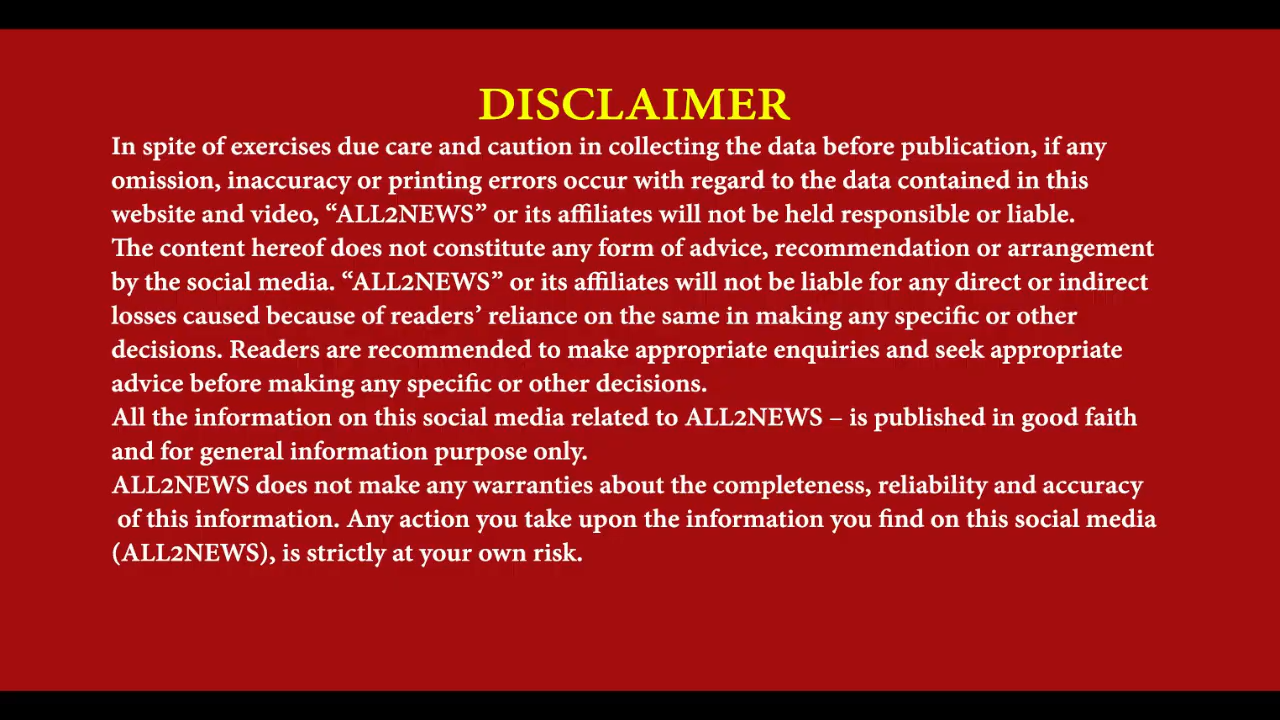 DISCLAIMER
In spite of exercises due care and caution in collecting the data before publication, if any
omission, inaccuracy or printing errors occur with regard to the data contained in this
website and video, “ALL2NEWS” or its affiliates will not be held responsible or liable.
The content hereof does not constitute any form of advice, recommendation or arrangement
by the social media. “ALL2NEWS” or its affiliates will not be liable for any direct or indirect
losses caused because of readers’ reliance on the same in making any specific or other
decisions. Readers are recommended to make appropriate enquiries and seek appropriate
advice before making any specific or other decisions.
All the information on this social media related to ALL2NEWS – is published in good faith
and for general information purpose only.
ALL2NEWS does not make any warranties about the completeness, reliability and accuracy
of this information. Any action you take upon the information you find on this social media
(ALL2NEWS), is strictly at your own risk.